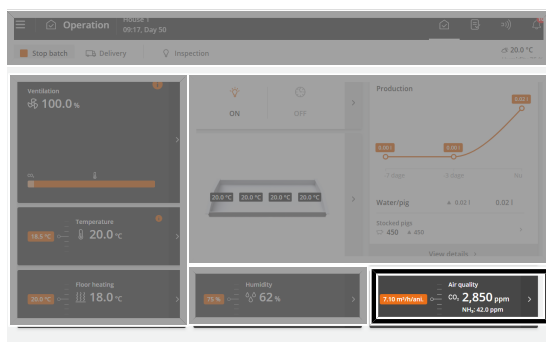 Operation
House 1
09:17, Day 50
Stop batch
Delivery
Inspection
20.0 °C
Ventilation
100.0 %
ON
OFF
Production
0.00 l
0.00 l
0.02 l
Water/pig
0.02 l
0.02 l
Stocked pigs
450
450
View details
Temperature
18.5 °C
20.0 °C
20.0 °C 20.0 °C 20.0 °C 20.0 °C
Floor heating
20.0 °C
18.0 °C
Humidity
75 %
62 %
Air quality
7.10 m³/h/ani.
CO₂ 2,850 ppm
NH₃: 42.0 ppm